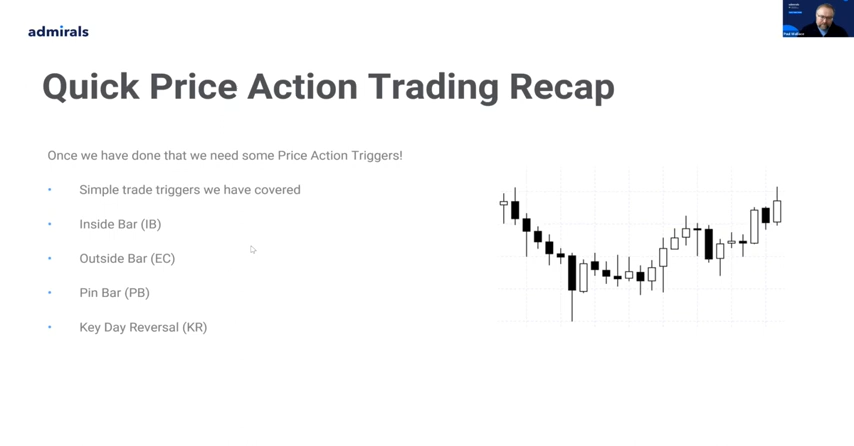 admirals
Quick Price Action Trading Recap
Once we have done that we need some Price Action Triggers!
• Simple trade triggers we have covered
• Inside Bar (IB)
• Outside Bar (EC)
• Pin Bar (PB)
• Key Day Reversal (KR)